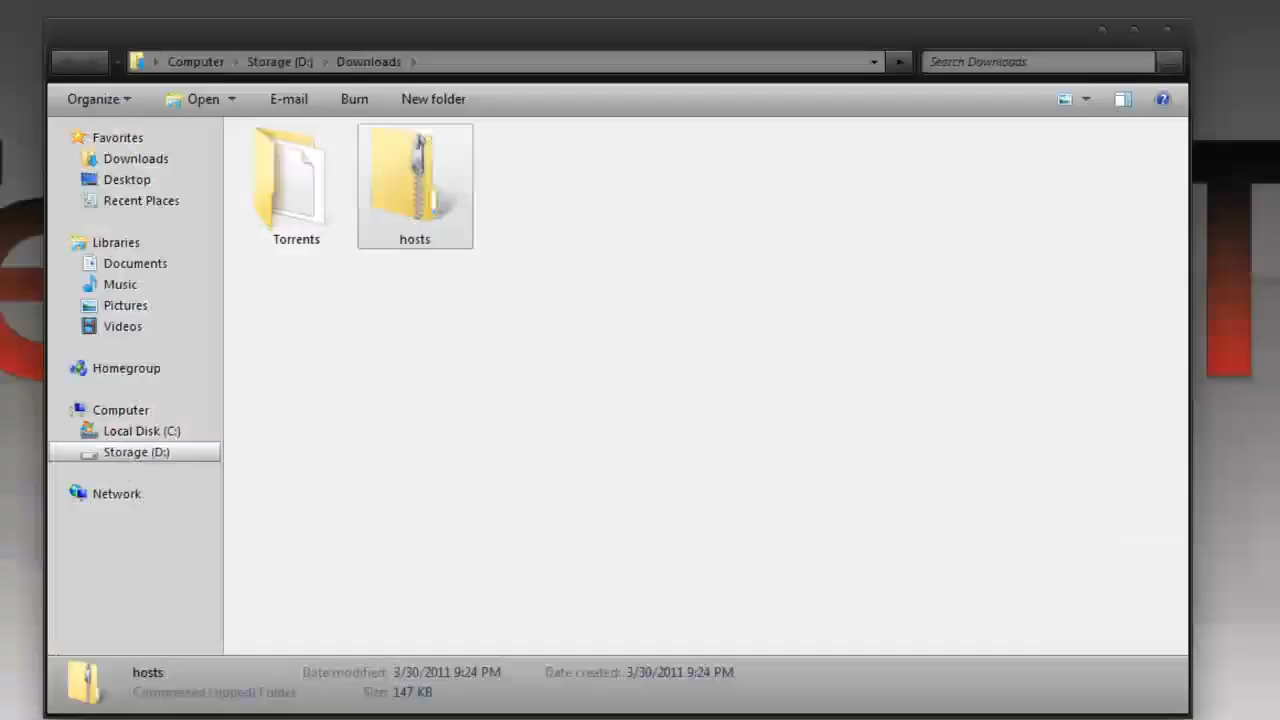 Computer Storage (D:) Downloads Search Downloads
Organize Open E-mail Burn New folder
Favorites
Downloads
Desktop
Recent Places
Libraries
Documents
Music
Pictures
Videos
Homegroup
Computer
Local Disk (C:)
Storage (D:)
Network
Torrents
hosts
hosts Date modified: 3/30/2011 9:24 PM Date created: 3/30/2011 9:24 PM
Compressed (zipped) Folder Size: 147 KB
T